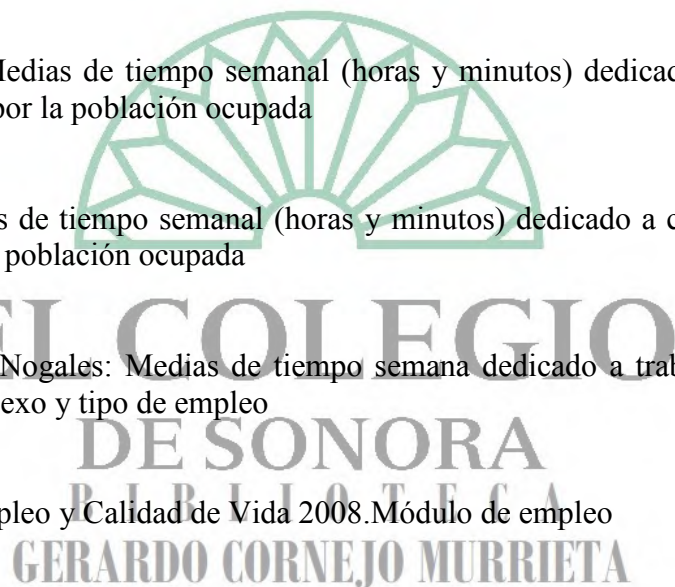 Medias de tiempo semanal (horas y minutos) dedicad
por la población ocupada
s de tiempo semanal (horas y minutos) dedicado a c
población ocupada
EL COLEGIO
Nogales: Medias de tiempo semana dedicado a trab
exo y tipo de empleo
DE SONORA
BIBLIOTECA
pleo y Calidad de Vida 2008.Módulo de empleo
GERARDO CORNEJO MURRIETA